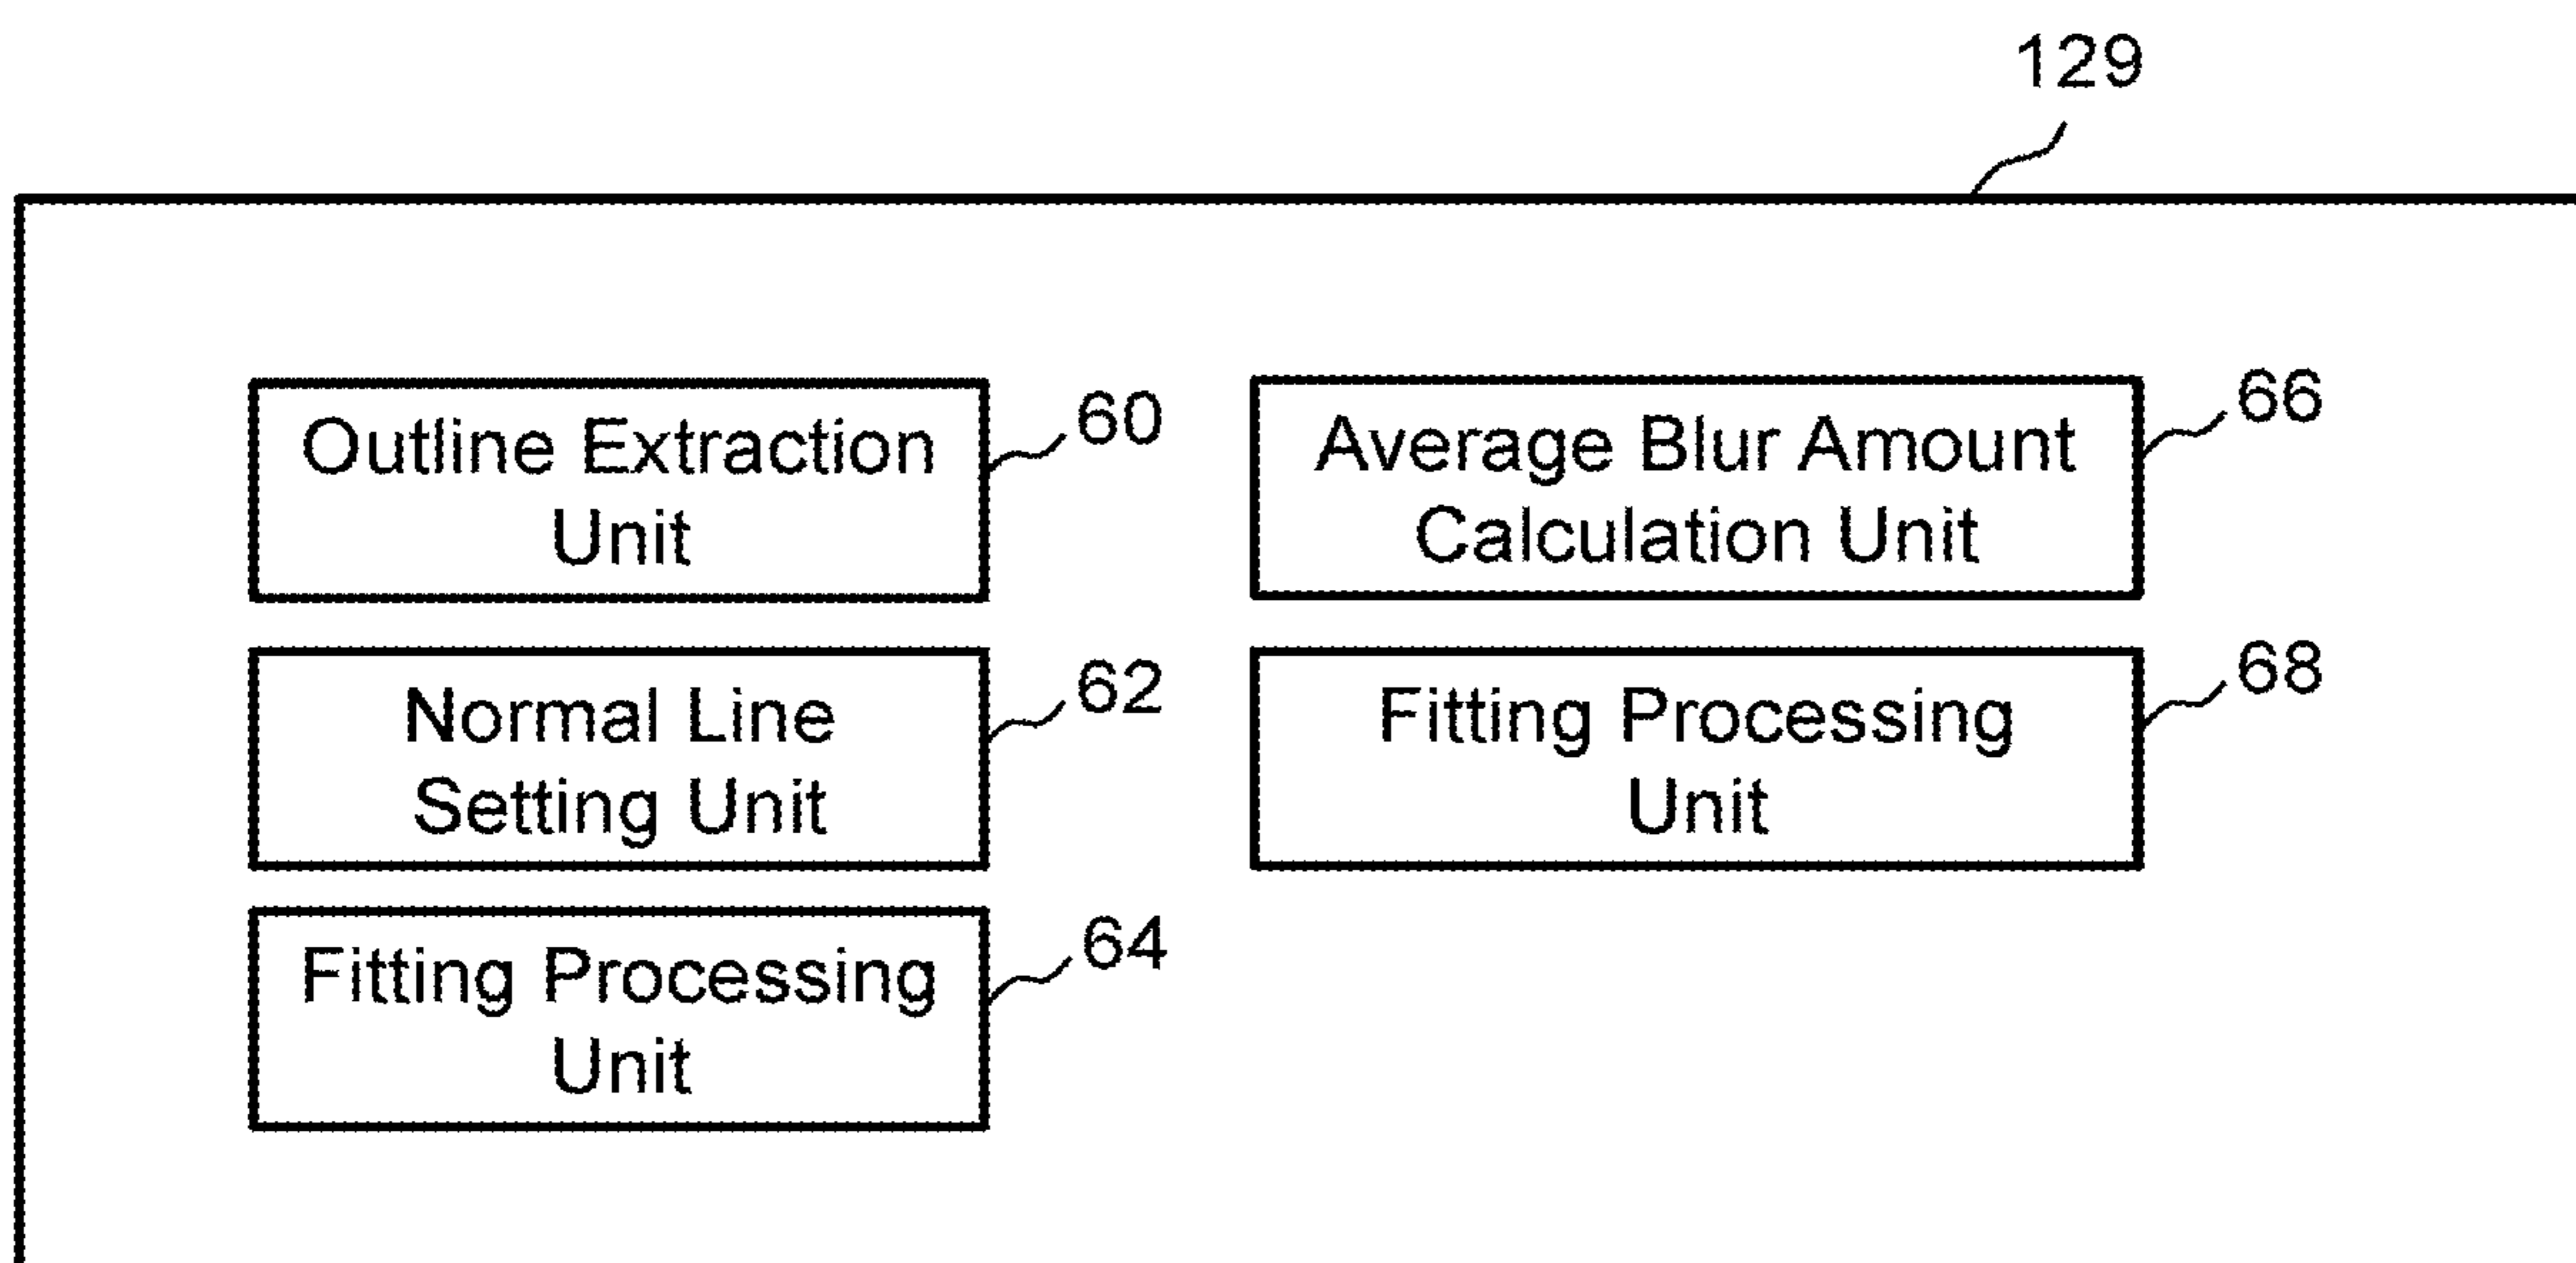 129
Outline Extraction
Unit
60
Normal Line
Setting Unit
62
Fitting Processing
Unit
64
Average Blur Amount
Calculation Unit
66
Fitting Processing
Unit
68